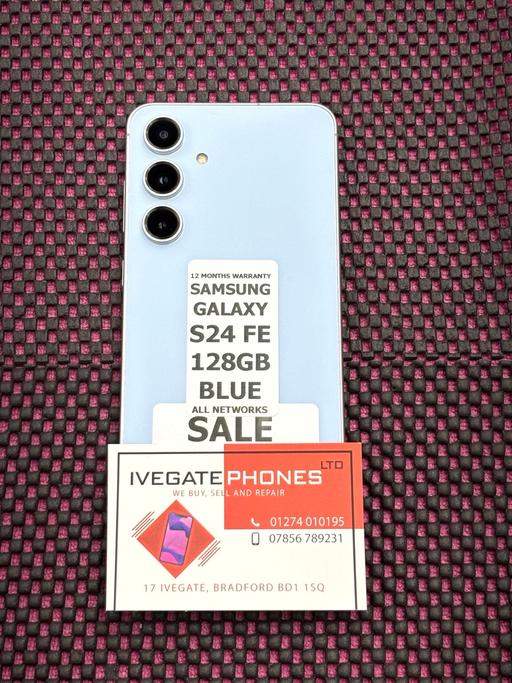 12 MONTHS WARRANTY
SAMSUNG
GALAXY
S24 FE
128GB
BLUE
ALL NETWORKS
SALE
IVEGATE PHONES LTD
WE BUY, SELL AND REPAIR
01274 010195
07856 789231
17 IVEGATE, BRADFORD BD1 1SQ